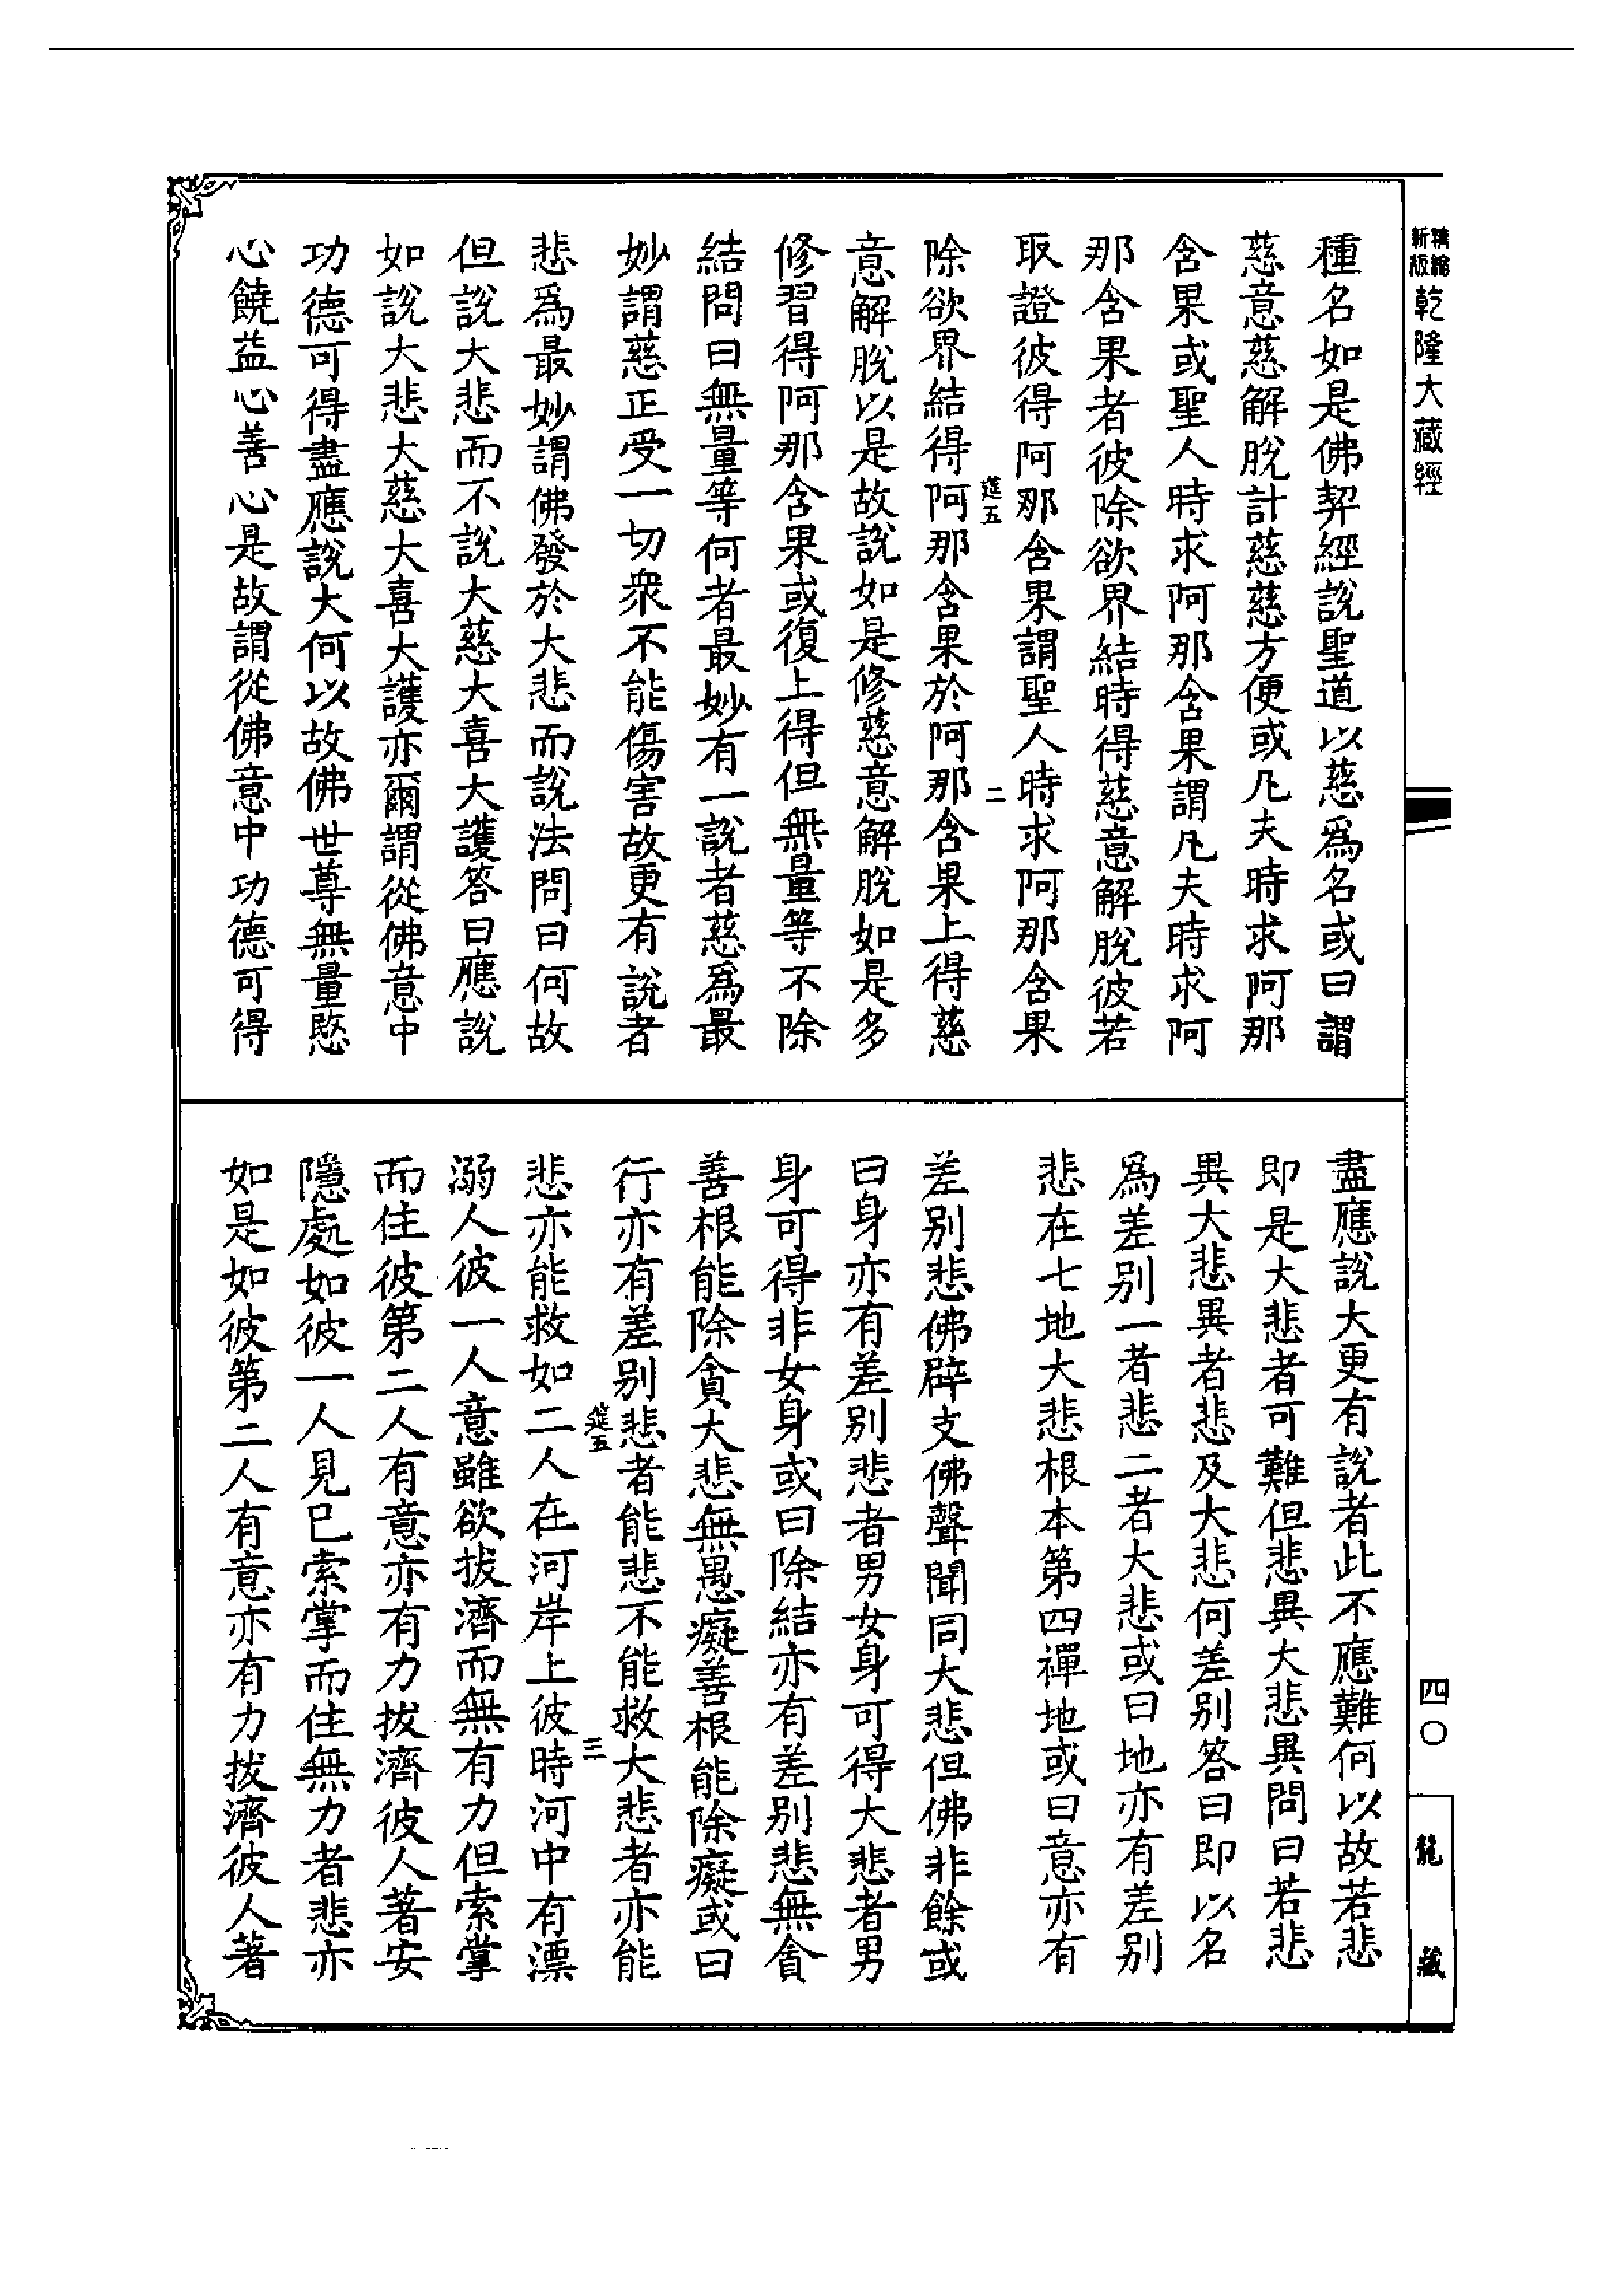 精縮
新版
乾隆大藏經
種名如是佛契經說聖道以慈爲名或曰謂
慈意慈解脫計慈慈方便或凡夫時求阿那
含果或聖人時求阿那含果謂凡夫時求阿
那含果者彼除欲界結時得慈意解脫彼若
取證彼得阿那含果謂聖人時求阿那含果
筵五
二
除欲界結得阿那含果於阿那含果上得慈
意解脫以是故說如是修慈意解脫如是多
修習得阿那含果或復上得但無量等不除
結問曰無量等何者最妙有一說者慈爲最
妙謂慈正受一切衆不能傷害故更有說者
悲爲最妙謂佛發於大悲而說法問曰何故
但說大悲而不說大慈大喜大護答曰應說
如說大悲大慈大喜大護亦爾謂從佛意中
功德可得盡應說大何以故佛世尊無量愍
心饒益心善心是故謂從佛意中功德可得
盡應說大更有說者此不應難何以故若悲
即是大悲者可難但悲異大悲異問曰若悲
異大悲異者悲及大悲何差别答曰即以名
爲差别一者悲二者大悲或曰地亦有差别
悲在七地大悲根本第四禪地或曰意亦有
差别悲佛辟支佛聲聞同大悲但佛非餘或
曰身亦有差别悲者男女身可得大悲者男
身可得非女身或曰除結亦有差别悲無貪
善根能除貪大悲無愚癡善根能除癡或曰
行亦有差别悲者能悲不能救大悲者亦能
筵五
三
悲亦能救如二人在河岸上彼時河中有漂
溺人彼一人意雖欲拔濟而無有力但索掌
而住彼第二人有意亦有力拔濟彼人著安
隱處如彼一人見已索掌而住無力者悲亦
如是如彼第二人有意亦有力拔濟彼人著
四〇
龍藏